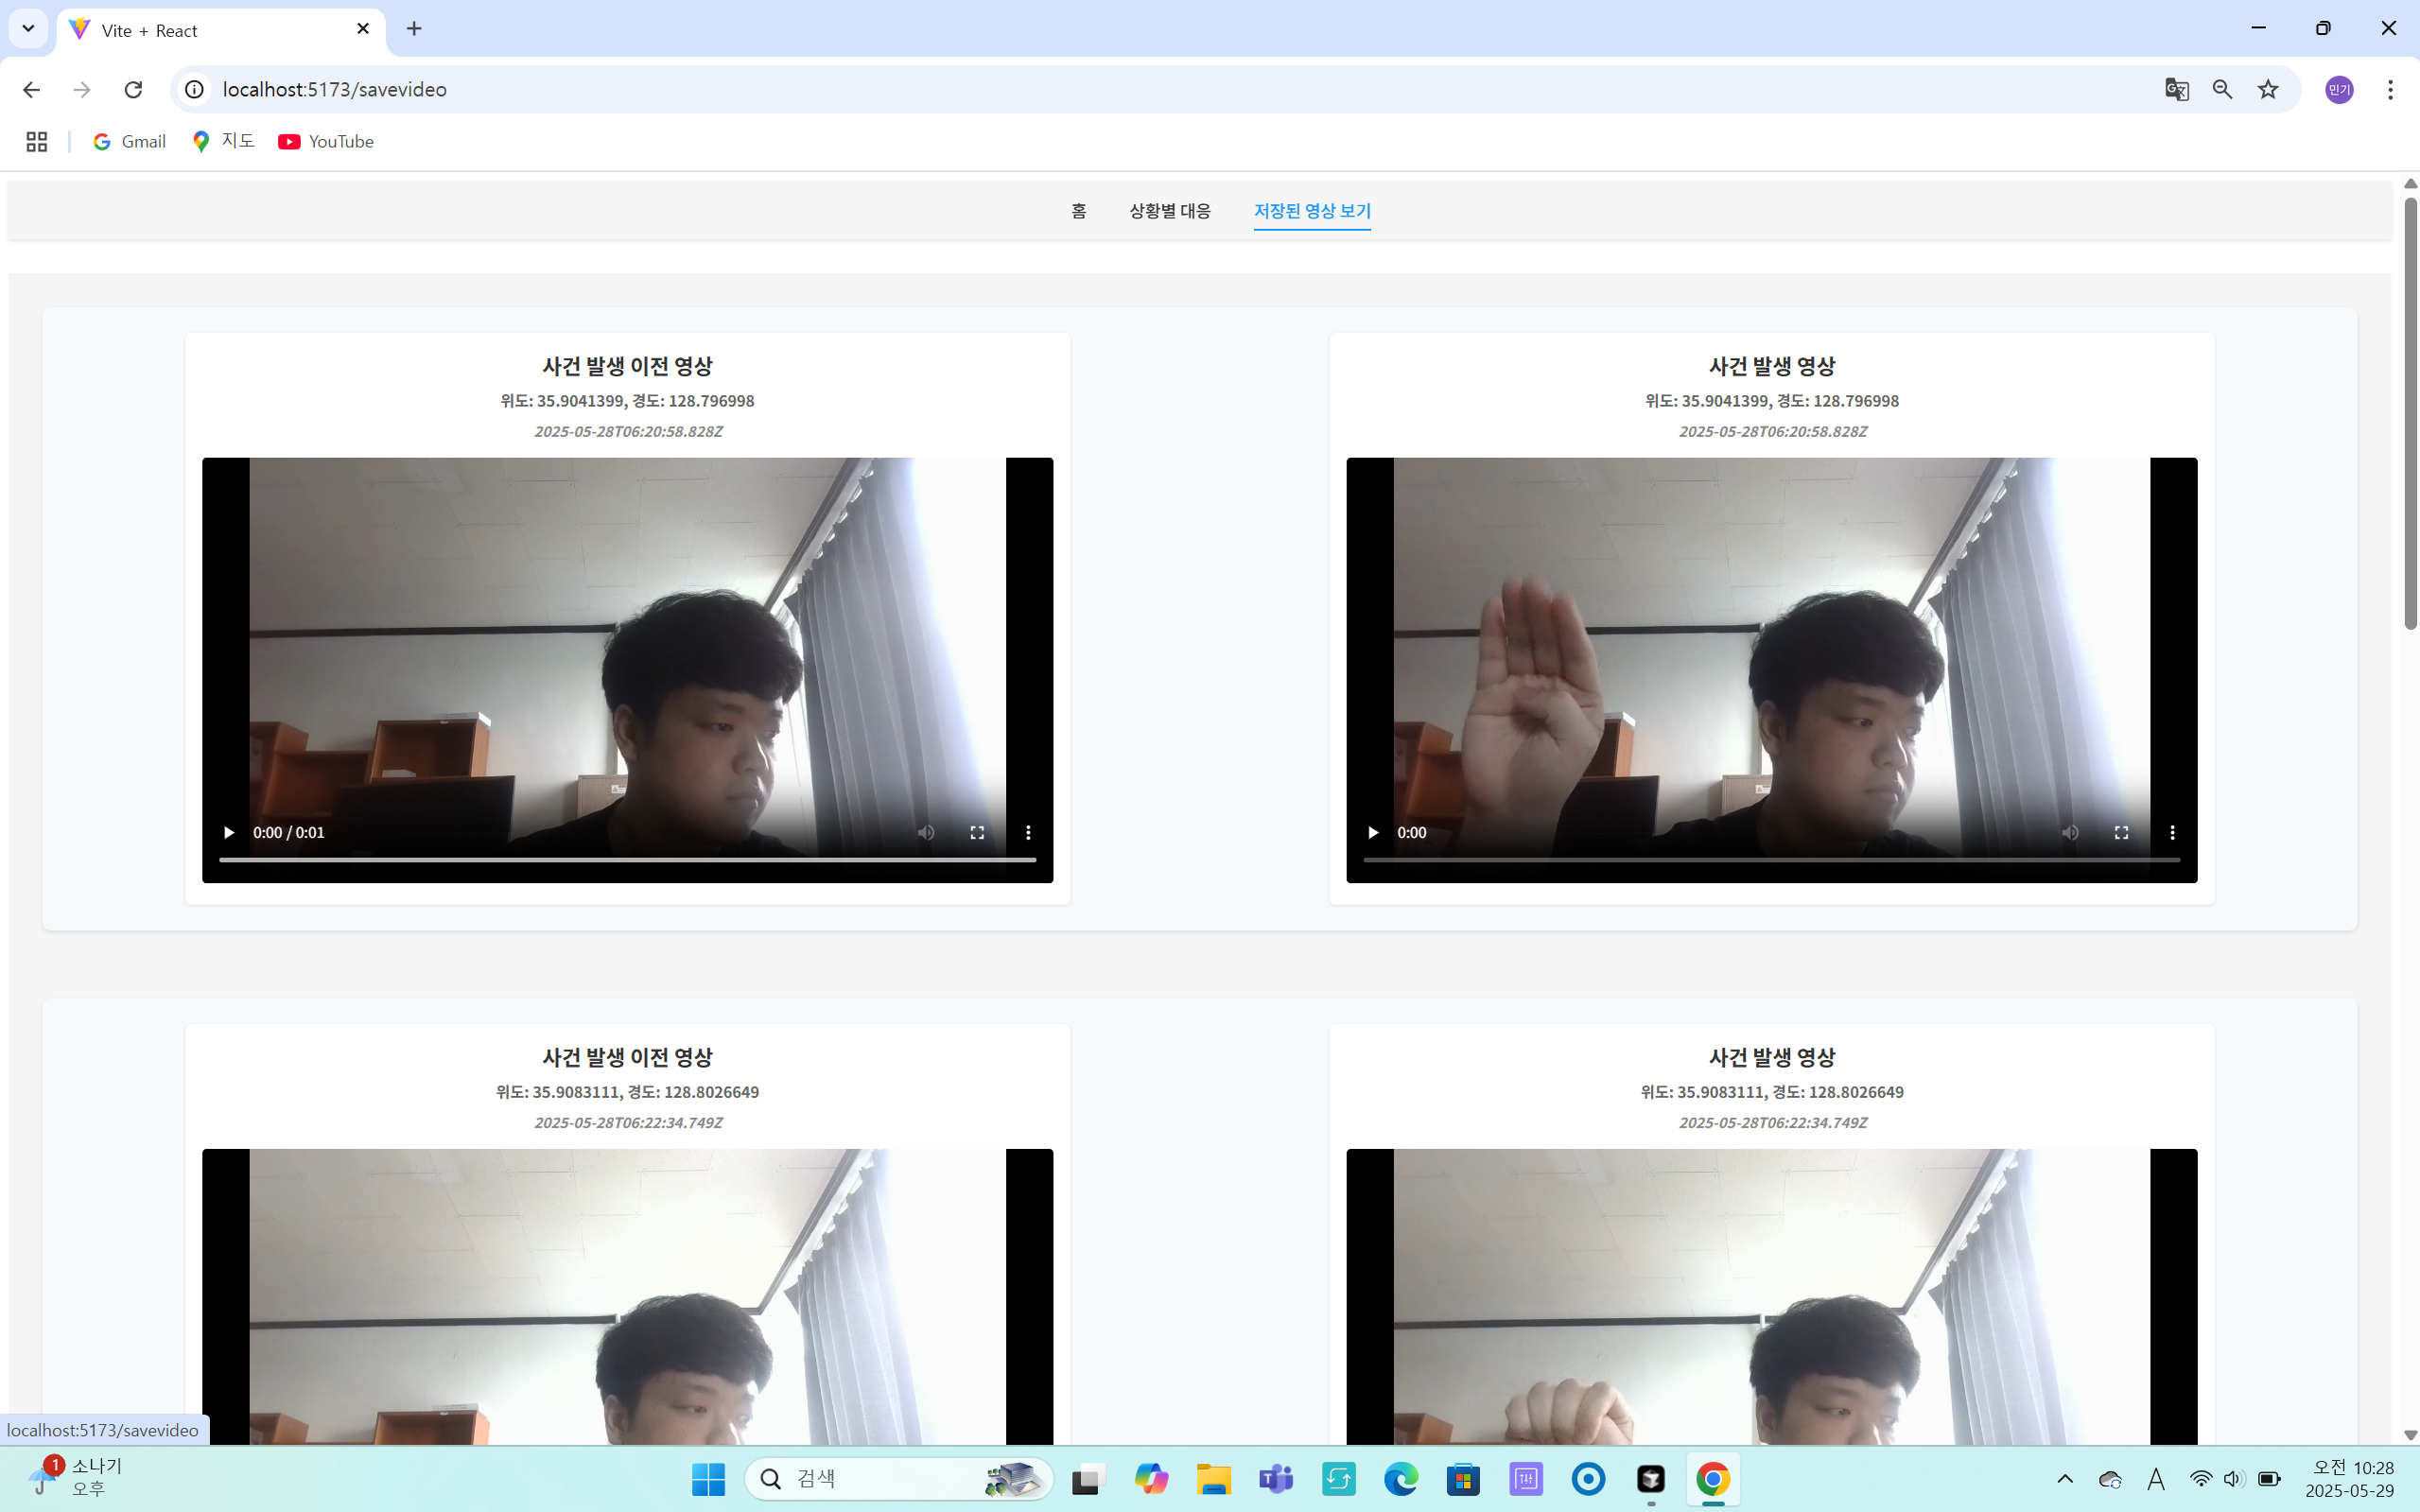 Vite + React
localhost:5173/savevideo
민기
Gmail
지도
YouTube
홈
상황별 대응
저장된 영상 보기
사건 발생 이전 영상
위도: 35.9041399, 경도: 128.796998
2025-05-28T06:20:58.828Z
0:00 / 0:01
사건 발생 영상
위도: 35.9041399, 경도: 128.796998
2025-05-28T06:20:58.828Z
0:00
사건 발생 이전 영상
위도: 35.9083111, 경도: 128.8026649
2025-05-28T06:22:34.749Z
사건 발생 영상
위도: 35.9083111, 경도: 128.8026649
2025-05-28T06:22:34.749Z
localhost:5173/savevideo
1
소나기
오후
검색
A
오전 10:28
2025-05-29